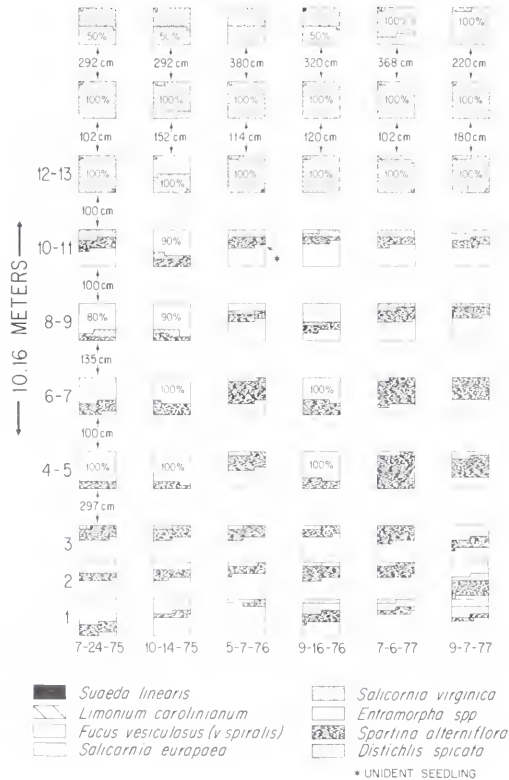 50% 50% 50% 100% 100%
292 cm 292 cm 380 cm 320 cm 368 cm 220 cm
100% 100% 100% 100% 100% 100%
102 cm 152 cm 114 cm 120 cm 102 cm 180 cm
12-13 100% 100% 100% 100% 100% 100%
100 cm
10-11 90%
*
100 cm
8-9 80% 90%
135 cm
6-7 100% 100%
100 cm
4-5 100% 100% 100%
297 cm
3
2
1
← 10.16 METERS →
7-24-75 10-14-75 5-7-76 9-16-76 7-6-77 9-7-77
Suaeda linearis
Limonium carolinianum
Fucus vesiculosus (v spiralis)
Salicarnia europaea
Salicornia virginica
Entramorpha spp
Spartina alterniflora
Distichlis spicata
* UNIDENT SEEDLING